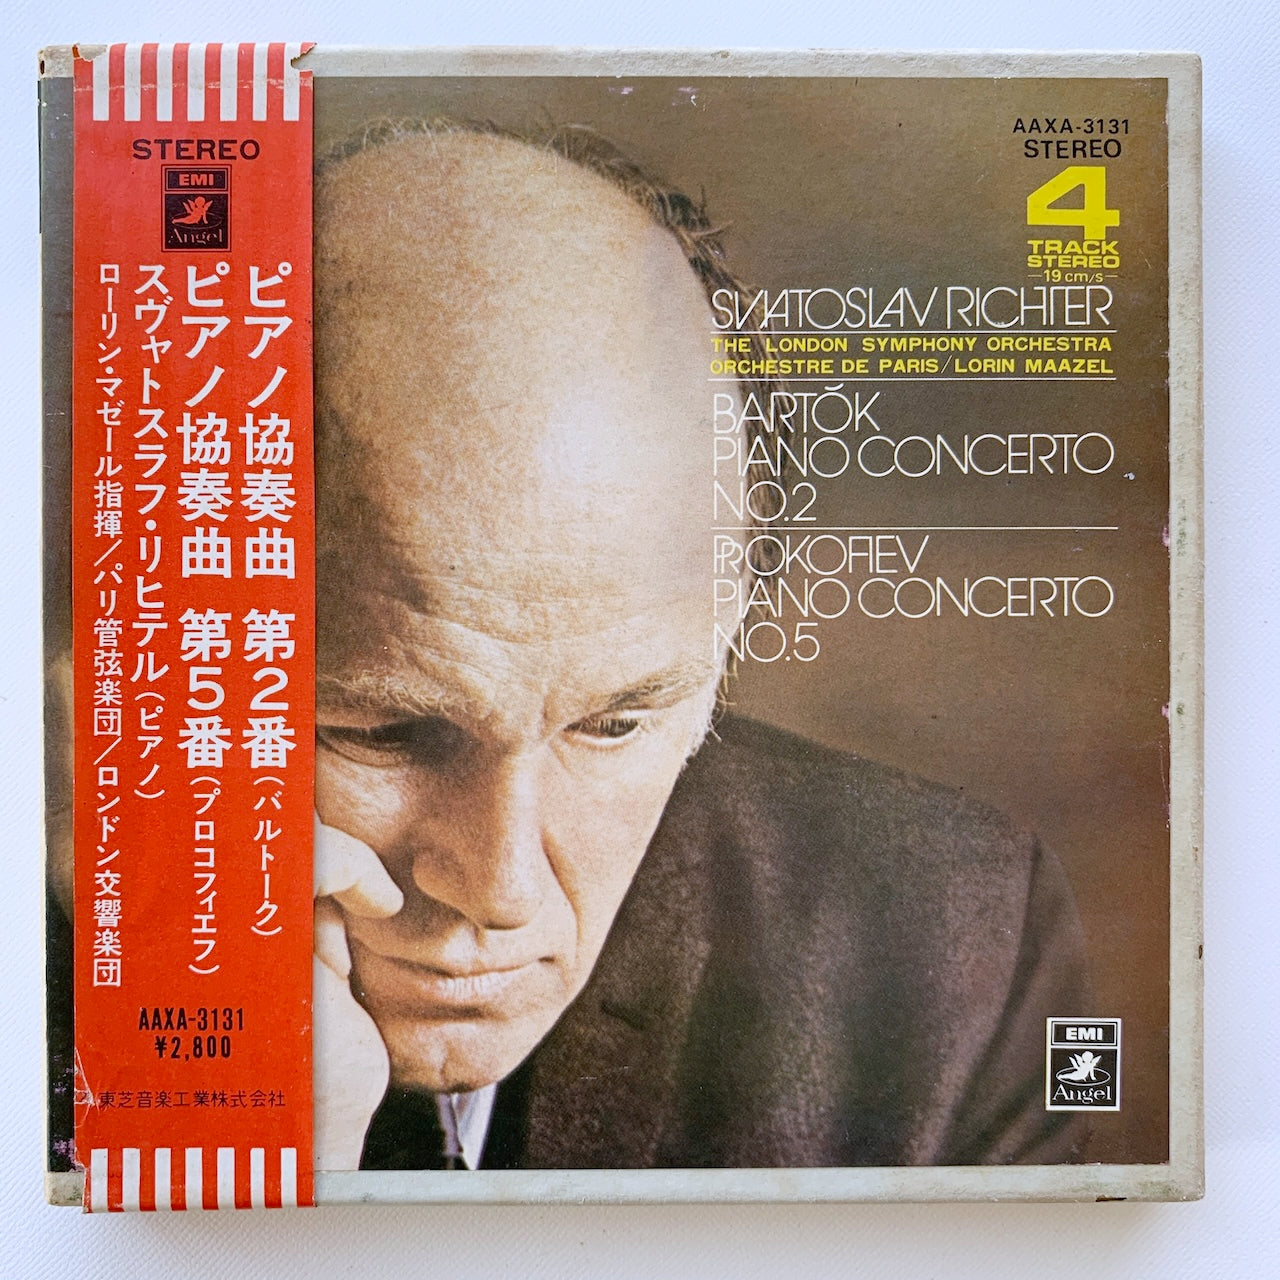 STEREO
EMI
Angel
ピアノ協奏曲 第2番(バルトーク)
ピアノ協奏曲 第5番(プロコフィエフ)
スヴャトスラフ・リヒテル(ピアノ)
ローリン・マゼール指揮/パリ管弦楽団/ロンドン交響楽団
AAXA-3131
¥2,800
東芝音楽工業株式会社
AAXA-3131
STEREO
4
TRACK
STEREO
19 cm/s
SVIATOSLAV RICHTER
THE LONDON SYMPHONY ORCHESTRA
ORCHESTRE DE PARIS/LORIN MAAZEL
BARTŎK
PIANO CONCERTO
NO.2
PROKOFIEV
PIANO CONCERTO
NO.5
EMI
Angel